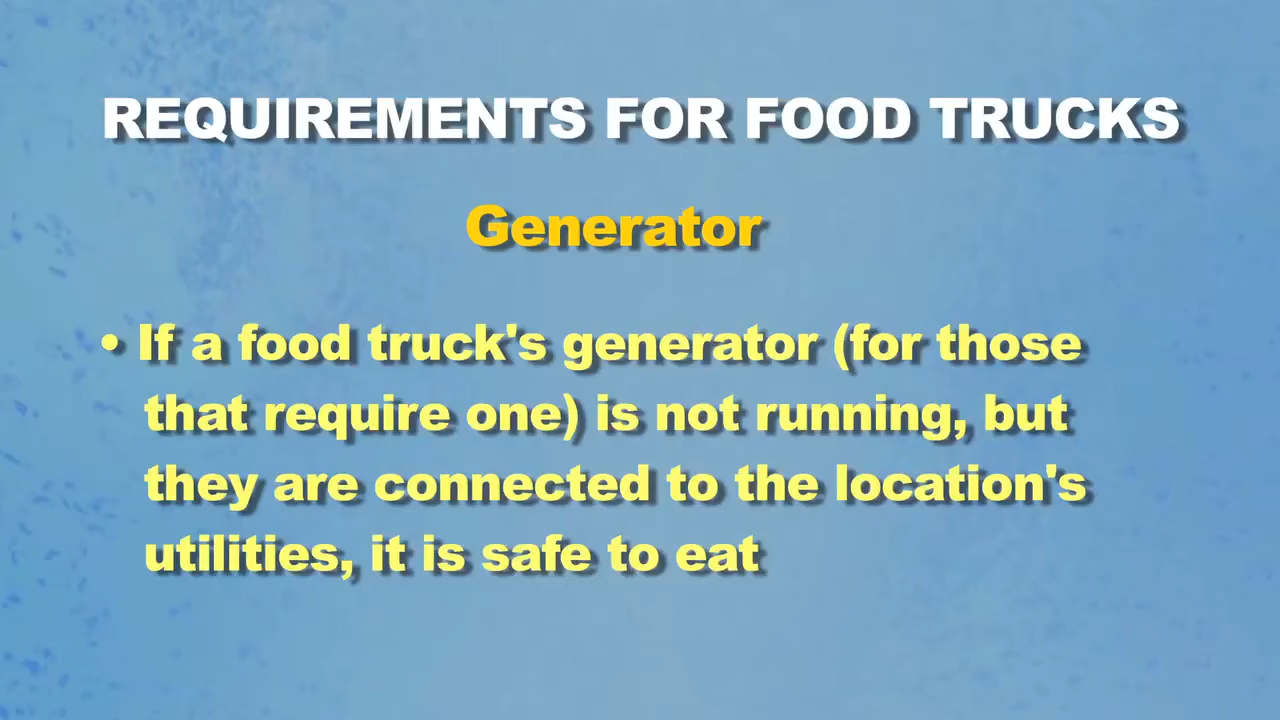 REQUIREMENTS FOR FOOD TRUCKS
Generator
• If a food truck's generator (for those
that require one) is not running, but
they are connected to the location's
utilities, it is safe to eat